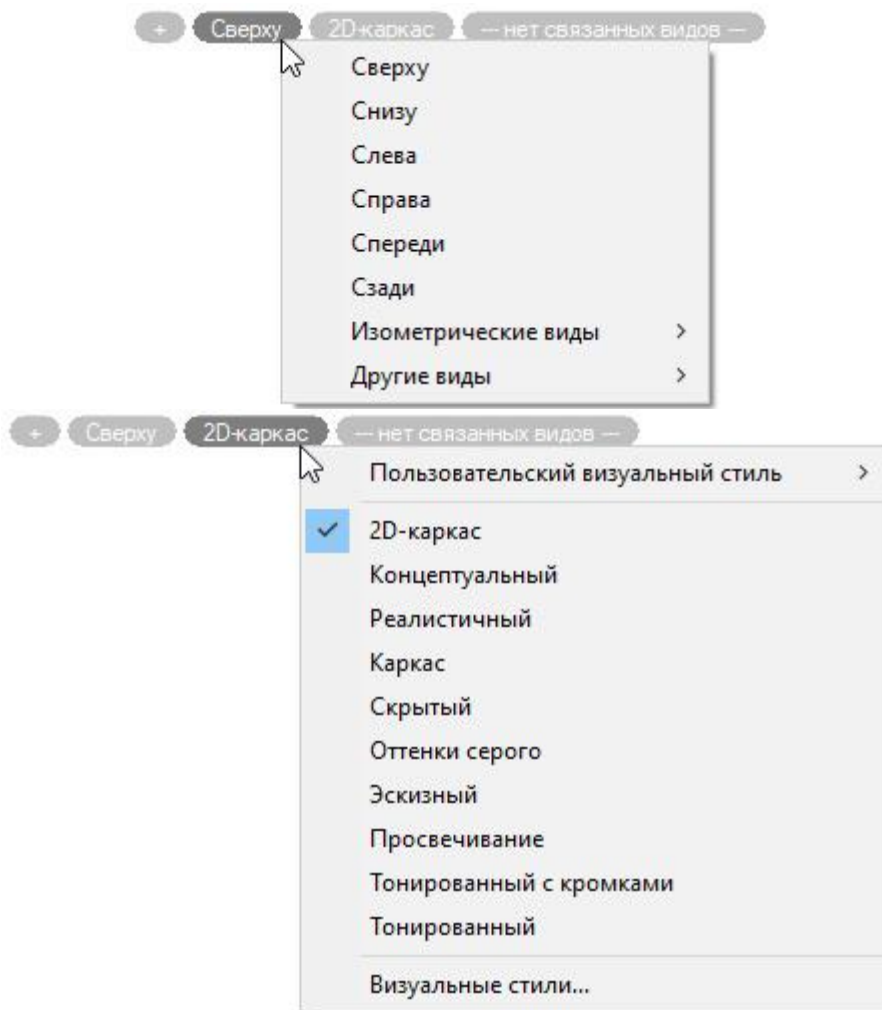 + Сверху 2D-каркас — нет связанных видов —
Сверху
Снизу
Слева
Справа
Спереди
Сзади
Изометрические виды >
Другие виды >
+ Сверху 2D-каркас — нет связанных видов —
Пользовательский визуальный стиль >
2D-каркас
Концептуальный
Реалистичный
Каркас
Скрытый
Оттенки серого
Эскизный
Просвечивание
Тонированный с кромками
Тонированный
Визуальные стили...